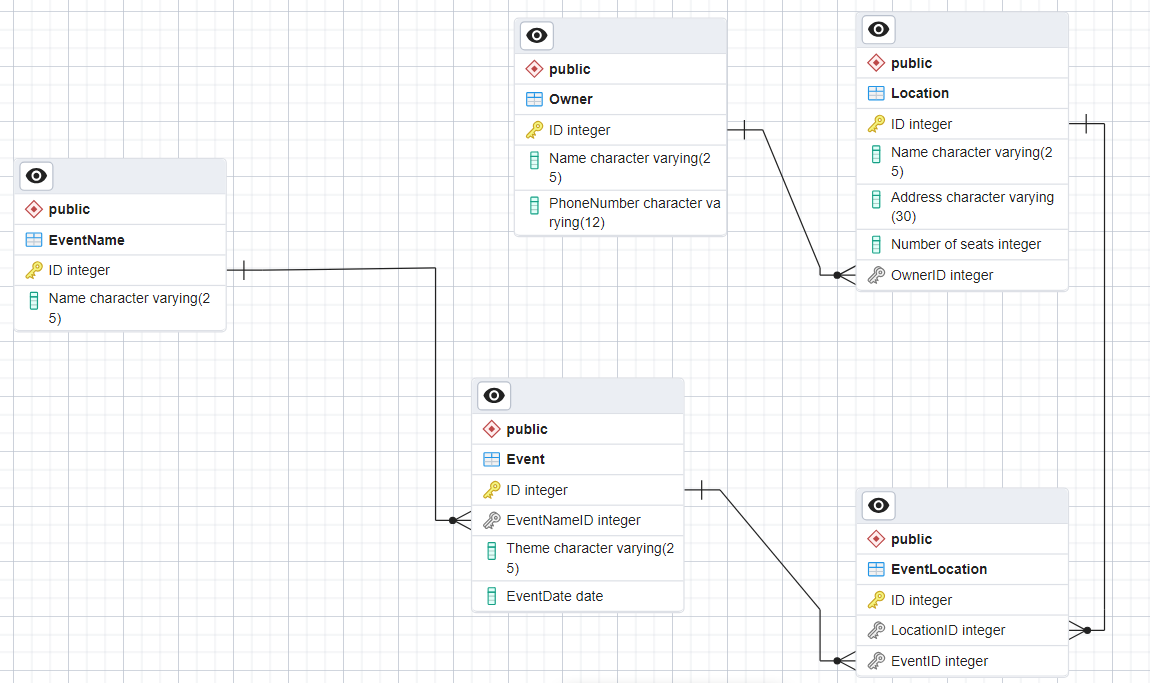 public
Owner
ID integer
Name character varying(2
5)
PhoneNumber character va
rying(12)
public
Location
ID integer
Name character varying(2
5)
Address character varying
(30)
Number of seats integer
OwnerID integer
public
EventName
ID integer
Name character varying(2
5)
public
Event
ID integer
EventNameID integer
Theme character varying(2
5)
EventDate date
public
EventLocation
ID integer
LocationID integer
EventID integer